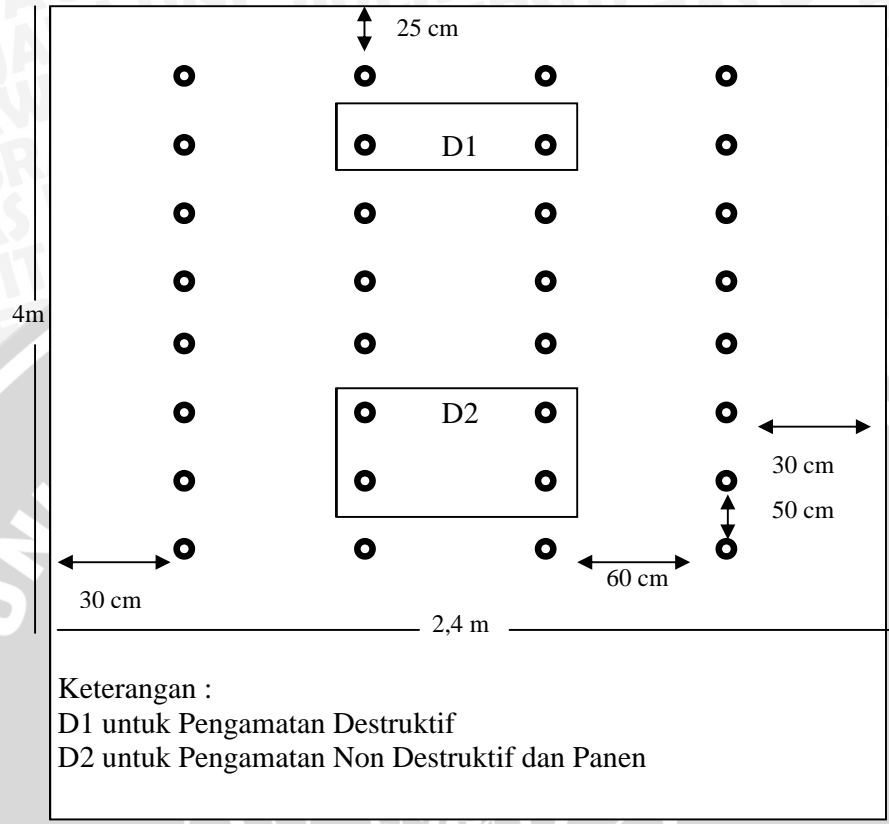 25 cm
D1
4m
D2
30 cm
50 cm
60 cm
30 cm
2,4 m
Keterangan :
D1 untuk Pengamatan Destruktif
D2 untuk Pengamatan Non Destruktif dan Panen